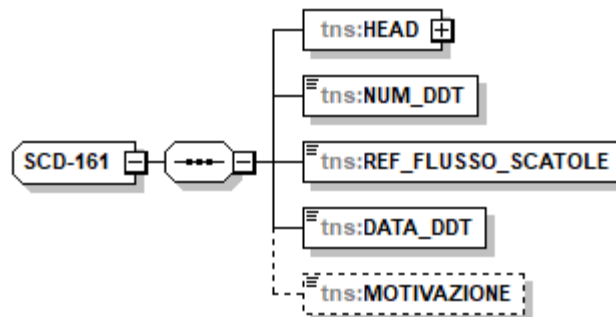 tns:HEAD
tns:NUM_DDT
SCD-161
tns:REF_FLUSSO_SCATOLE
tns:DATA_DDT
tns:MOTIVAZIONE